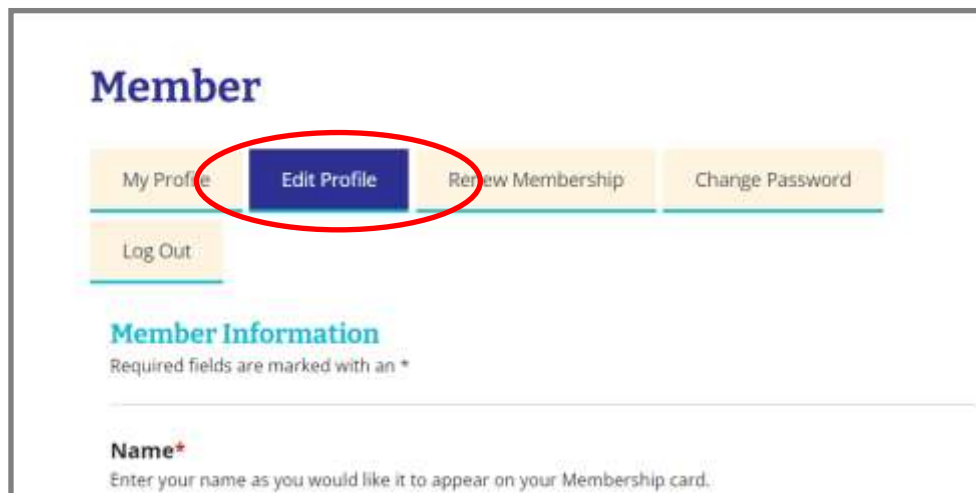 Member
My Profile Edit Profile Renew Membership Change Password
Log Out
Member Information
Required fields are marked with an *
Name*
Enter your name as you would like it to appear on your Membership card.